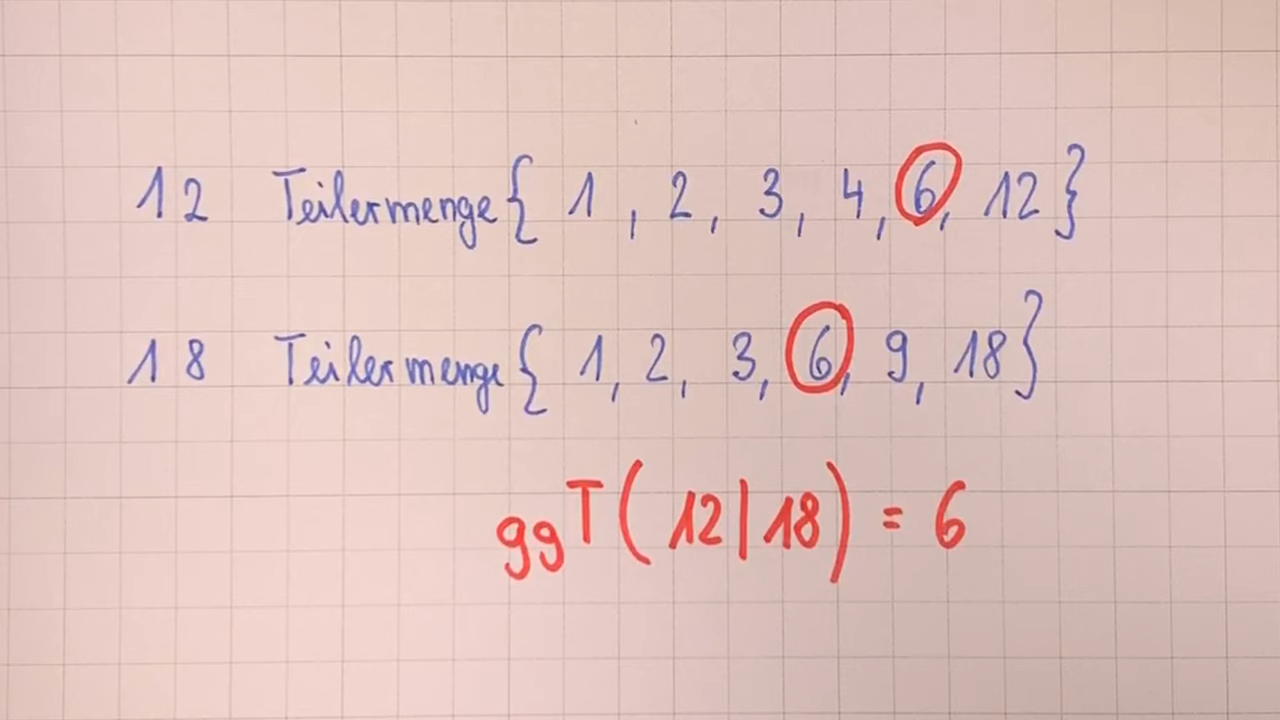 12 Teilermenge{ 1 , 2 , 3 , 4 , 6 , 12 }
18 Teilermenge{ 1 , 2 , 3 , 6 , 9 , 18 }
ggT ( 12 | 18 ) = 6